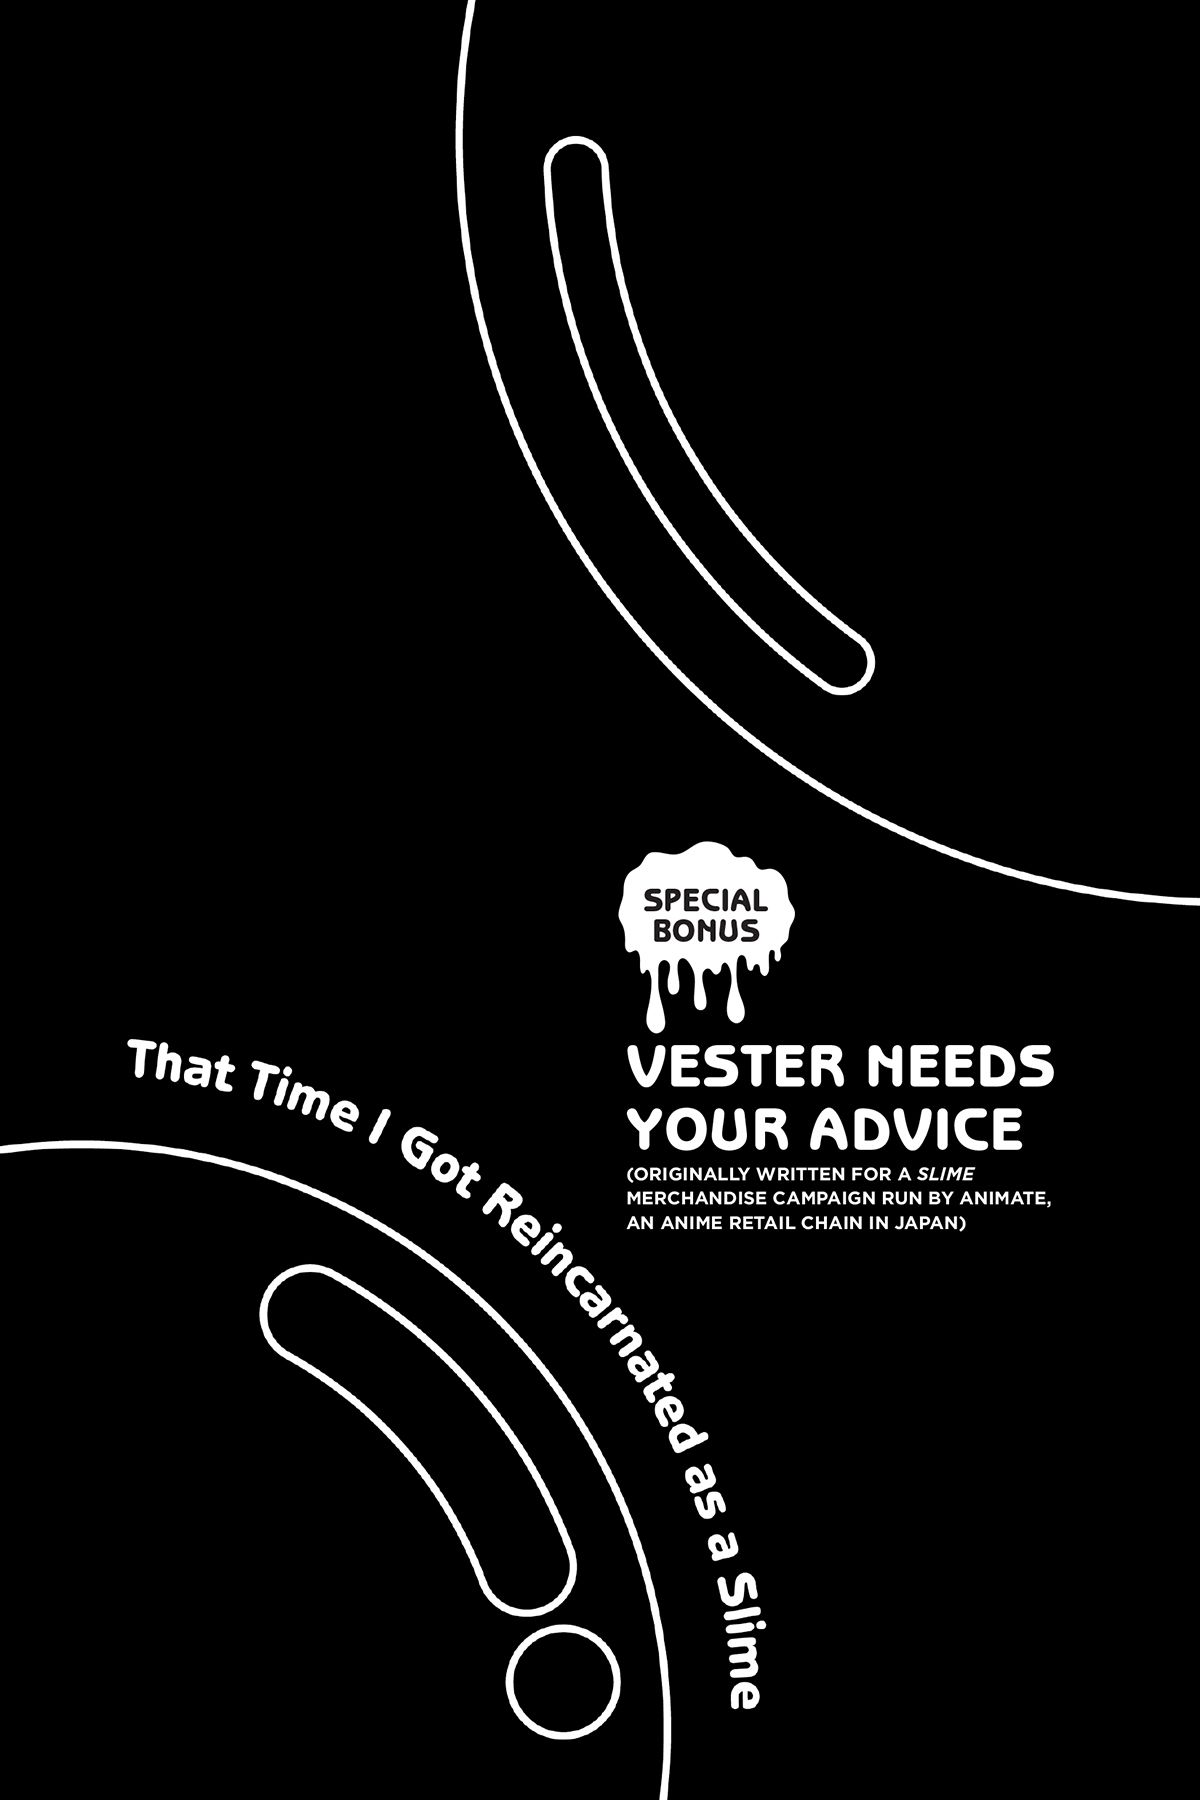 SPECIAL
BONUS
VESTER NEEDS
YOUR ADVICE
(ORIGINALLY WRITTEN FOR A SLIME
MERCHANDISE CAMPAIGN RUN BY ANIMATE,
AN ANIME RETAIL CHAIN IN JAPAN)
That Time I Got Reincarnated as a Slime